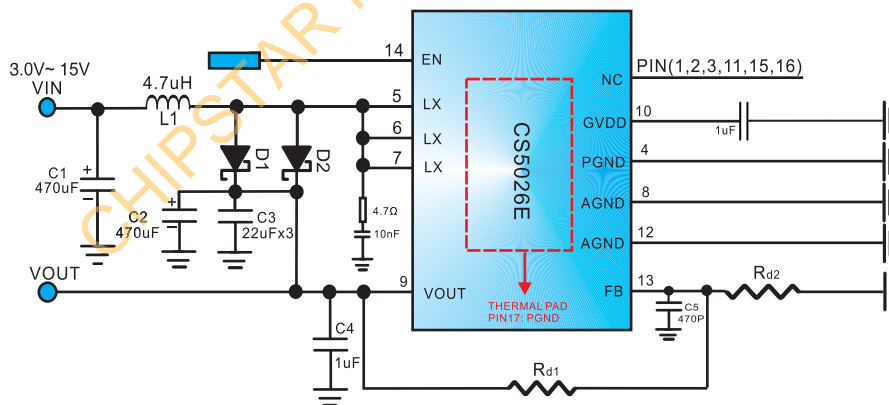 CHIPSTAR
3.0V~ 15V
VIN
4.7uH
L1
C1
470uF
+
D1
D2
C2
470uF
+
C3
22uFx3
4.7Ω
10nF
VOUT
C4
1uF
14
EN
5
LX
6
LX
7
LX
9
VOUT
CS5026E
THERMAL PAD
PIN17: PGND
NC
PIN(1,2,3,11,15,16)
GVDD
10
1uF
PGND
4
AGND
8
AGND
12
FB
13
C5
470P
Rd2
Rd1